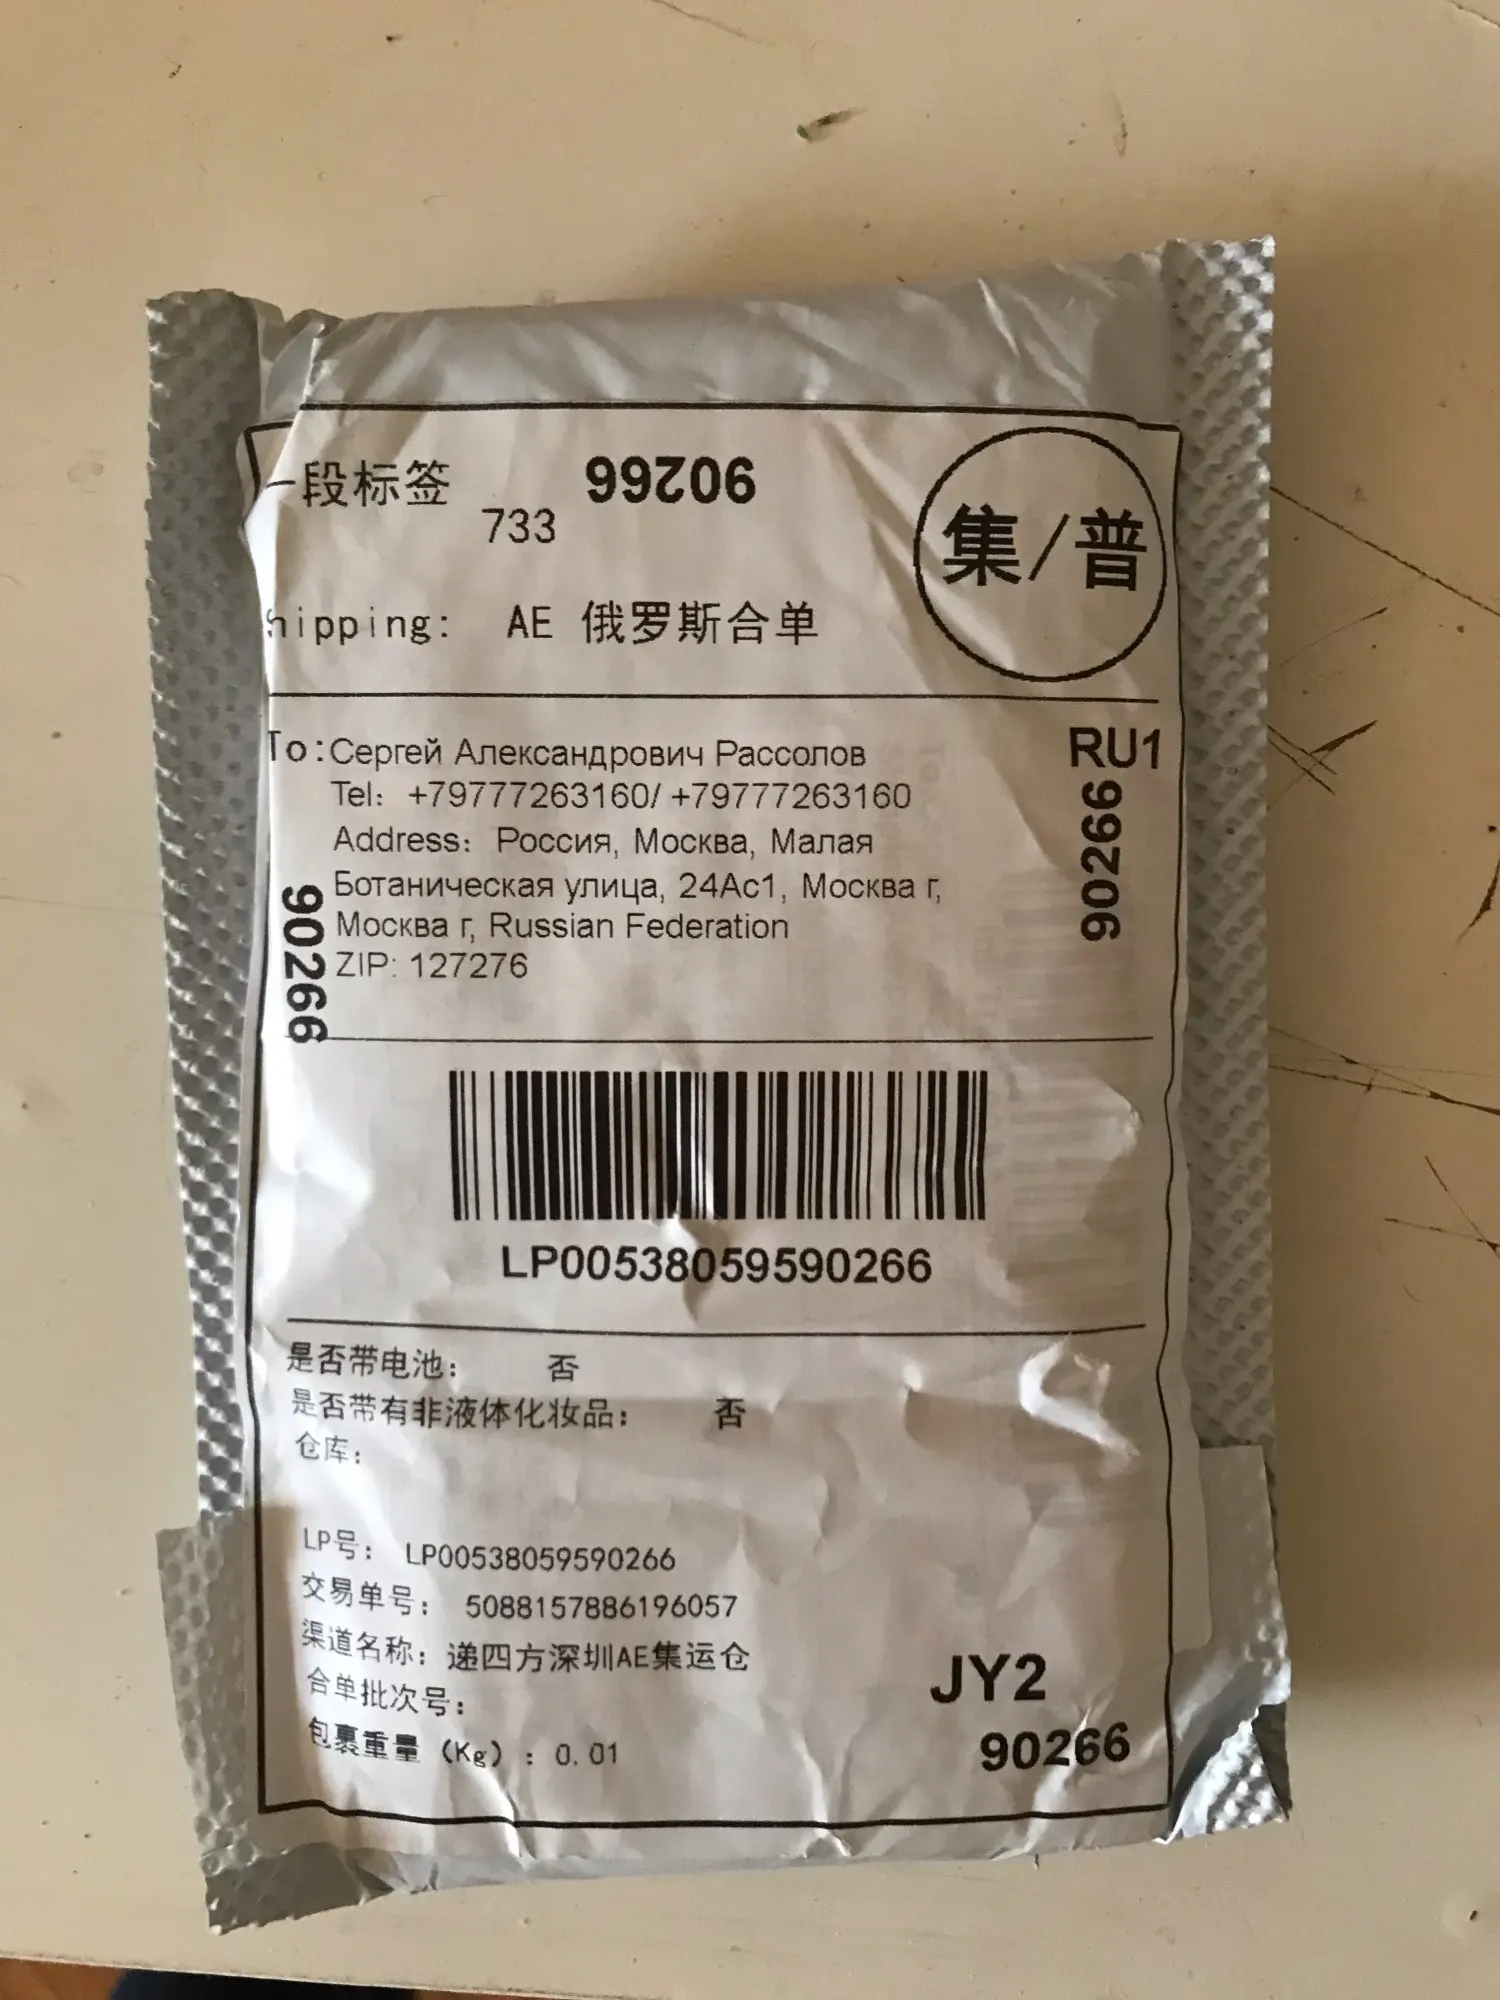 一段标签
90266
733
集/普
hipping: AE 俄罗斯合单
To:Сергей Александрович Рассолов
Tel: +79777263160/ +79777263160
Address: Россия, Москва, Малая
Ботаническая улица, 24Ас1, Москва г,
Москва г, Russian Federation
ZIP: 127276
RU1
90266
90266
LP00538059590266
是否带电池: 否
是否带有非液体化妆品: 否
仓库:
LP号: LP00538059590266
交易单号: 5088157886196057
渠道名称: 递四方深圳AE集运仓
合单批次号:
包裹重量 (Kg) : 0.01
JY2
90266